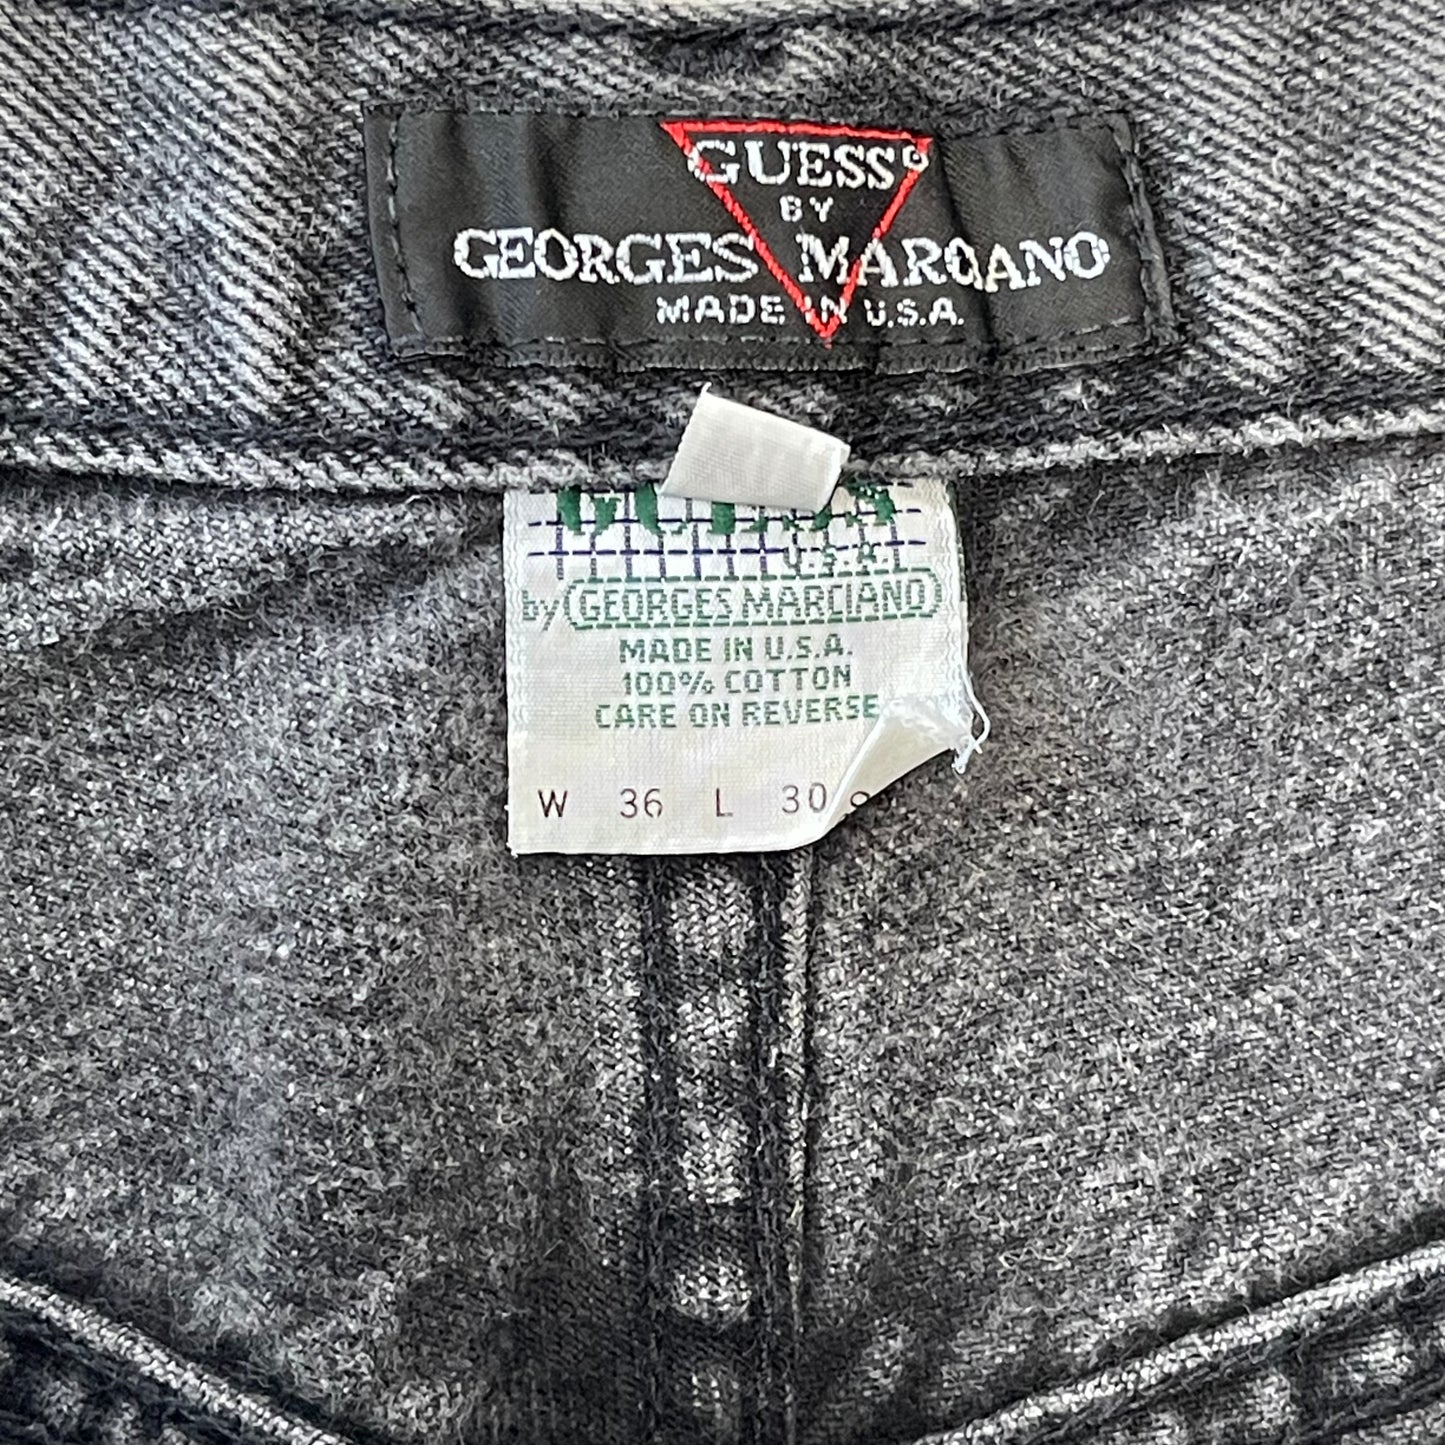 GUESS
BY
GEORGES MARCIANO
MADE IN U.S.A.
U.S.A.
by GEORGES MARCIANO
MADE IN U.S.A.
100% COTTON
CARE ON REVERSE
W 36 L 30